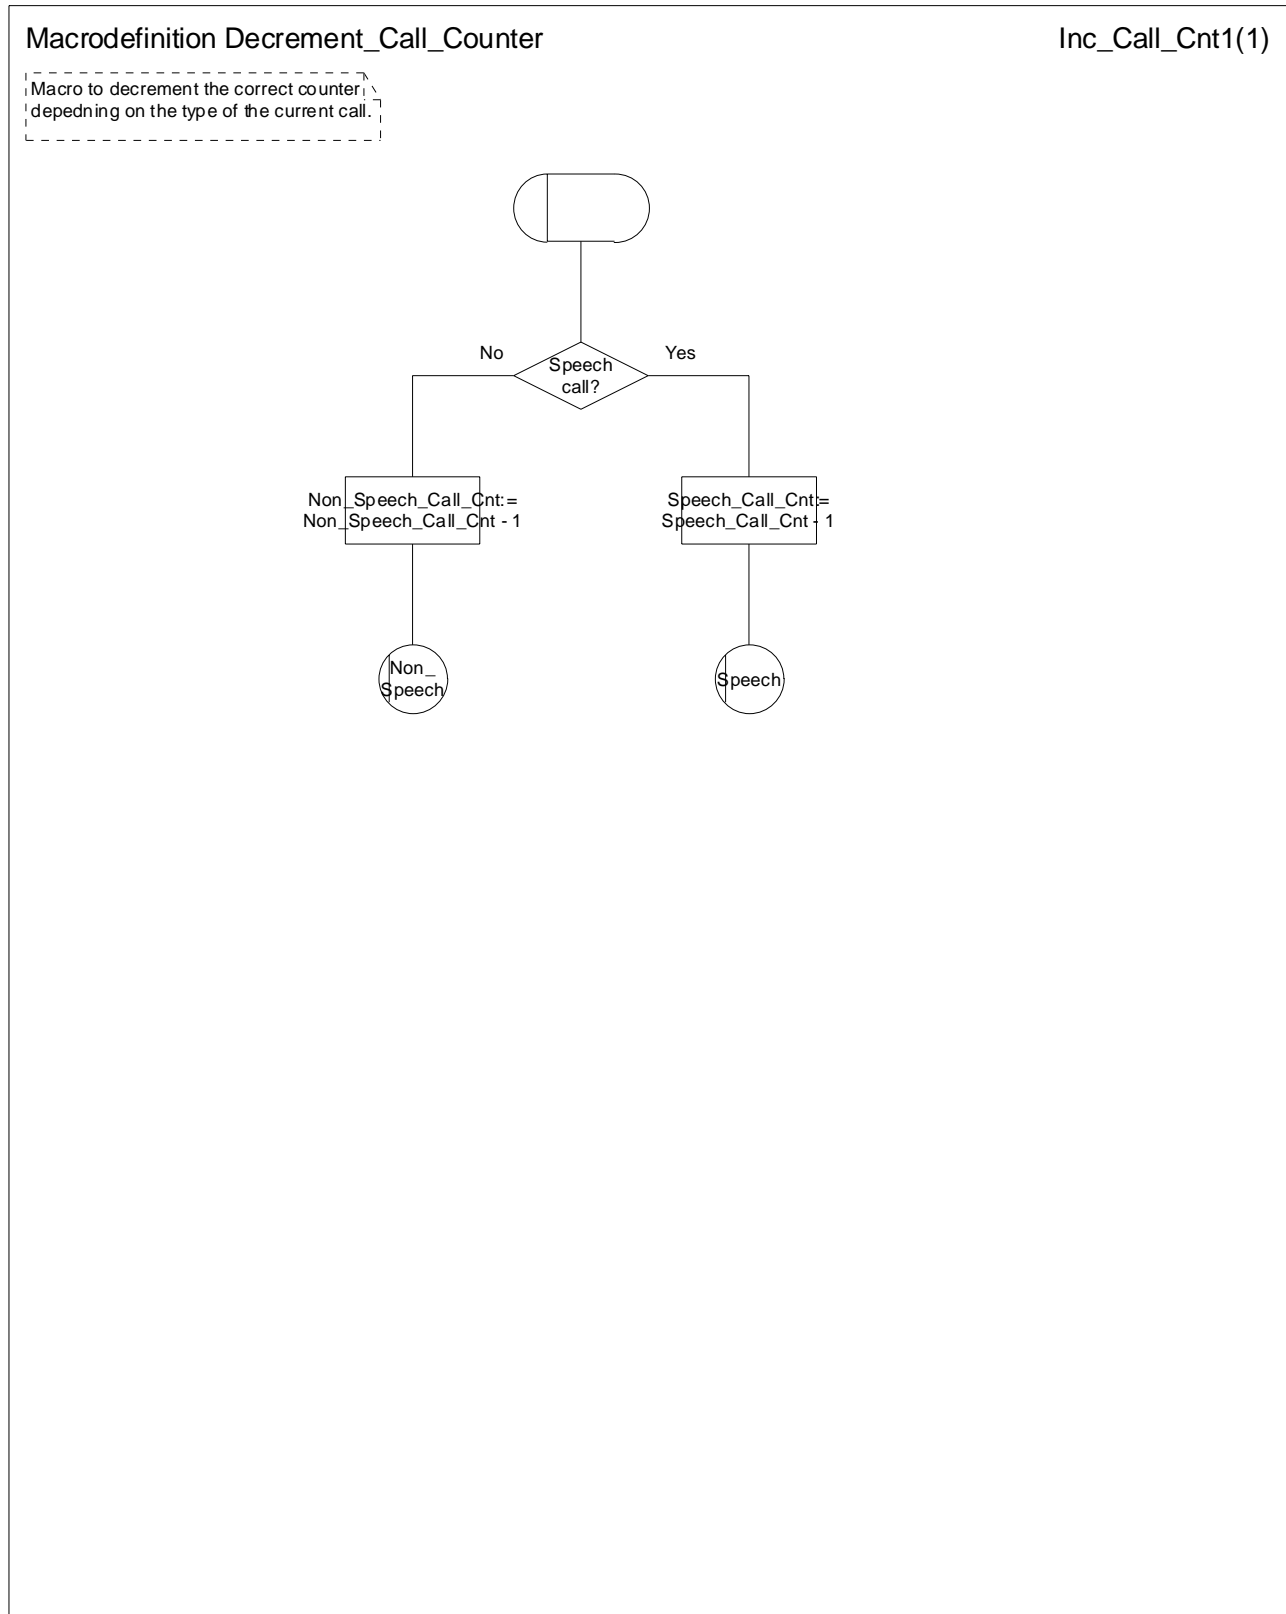 Macrodefinition Decrement_Call_Counter
Inc_Call_Cnt1(1)
Macro to decrement the correct counter
depedning on the type of the current call.
No
Speech
call?
Yes
Non_Speech_Call_Cnt:=
Non_Speech_Call_Cnt - 1
Speech_Call_Cnt:=
Speech_Call_Cnt - 1
Non_
Speech
Speech